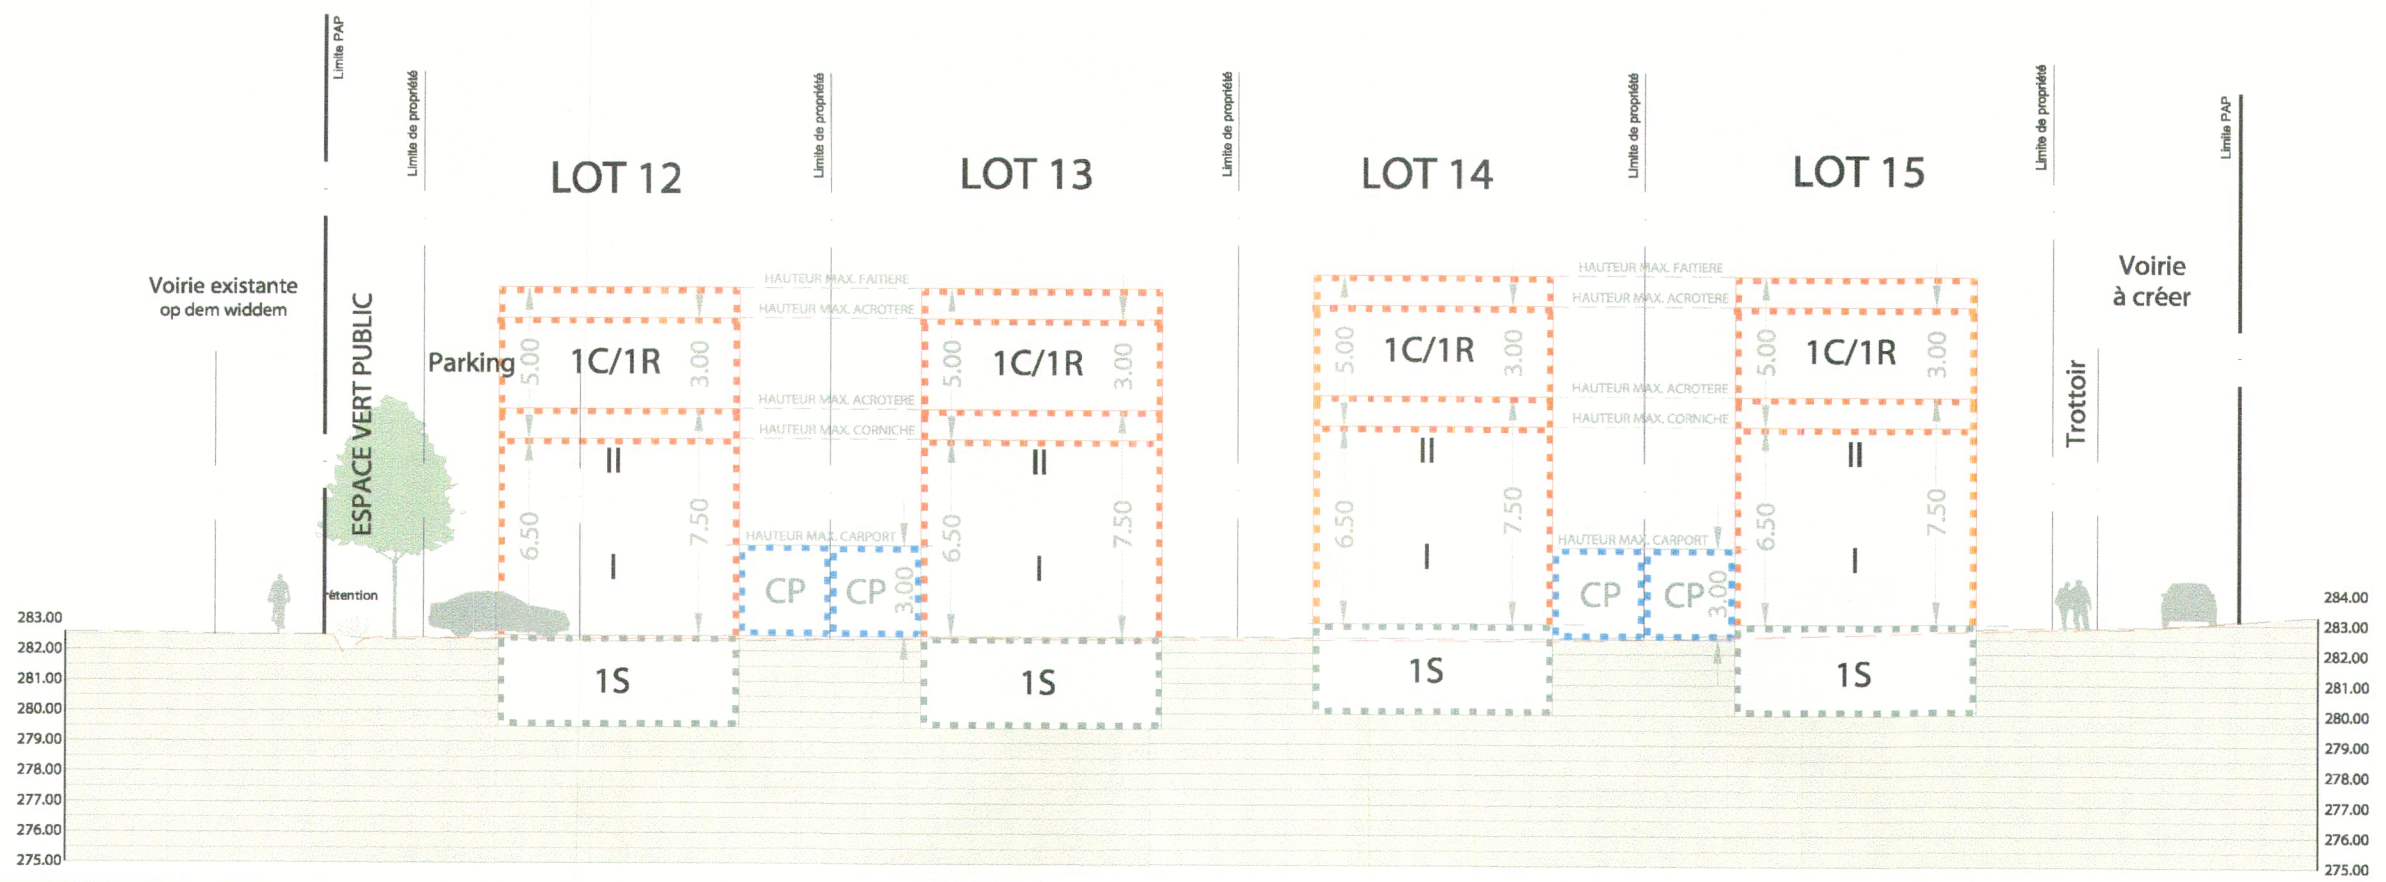 Limite PAP
Limite de propriété
Limite de propriété
Limite de propriété
Limite de propriété
Limite de propriété
Limite PAP
LOT 12
LOT 13
LOT 14
LOT 15
Voirie existante
op dem widdem
ESPACE VERT PUBLIC
Parking
rétention
HAUTEUR MAX. FAITIERE
HAUTEUR MAX. ACROTERE
HAUTEUR MAX. ACROTERE
HAUTEUR MAX. CORNICHE
HAUTEUR MAX. CARPORT
5.00
1C/1R
3.00
II
6.50
7.50
I
1S
CP
CP
3.00
5.00
1C/1R
3.00
II
6.50
7.50
I
1S
HAUTEUR MAX. FAITIERE
HAUTEUR MAX. ACROTERE
HAUTEUR MAX. ACROTERE
HAUTEUR MAX. CORNICHE
HAUTEUR MAX. CARPORT
5.00
1C/1R
3.00
II
6.50
7.50
I
1S
CP
CP
3.00
5.00
1C/1R
3.00
II
6.50
7.50
I
1S
Trottoir
Voirie
à créer
283.00
282.00
281.00
280.00
279.00
278.00
277.00
276.00
275.00
284.00
283.00
282.00
281.00
280.00
279.00
278.00
277.00
276.00
275.00